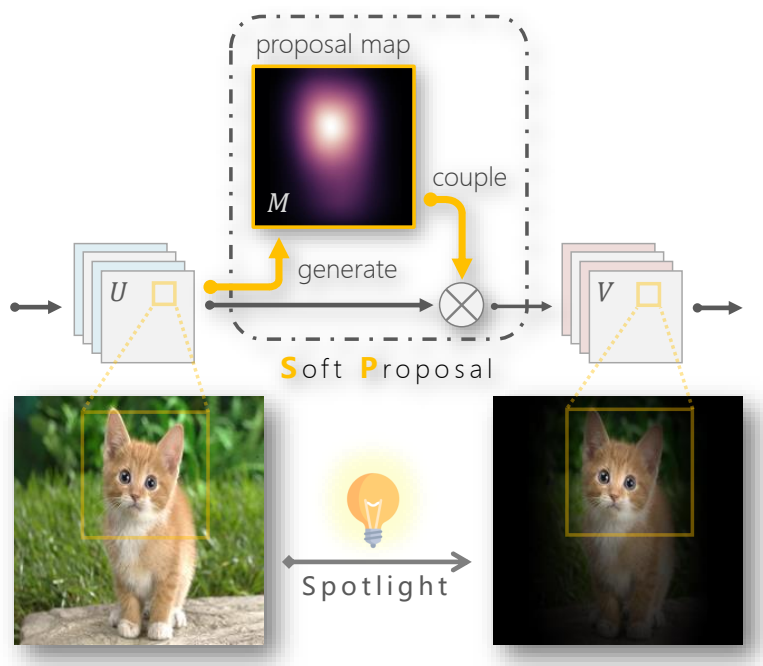 proposal map
M
couple
generate
U
V
Soft Proposal
Spotlight